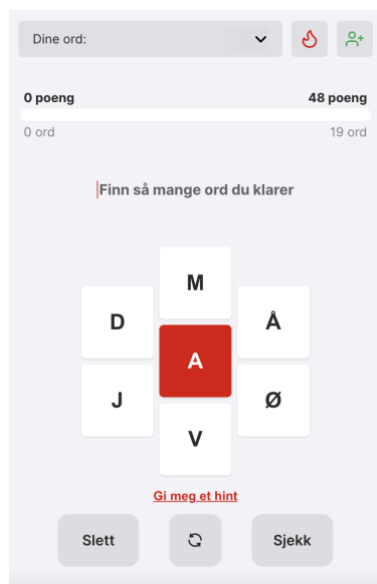 Dine ord:
0 poeng 48 poeng
0 ord 19 ord
Finn så mange ord du klarer
M
D Å
A
J Ø
V
Gi meg et hint
Slett Sjekk